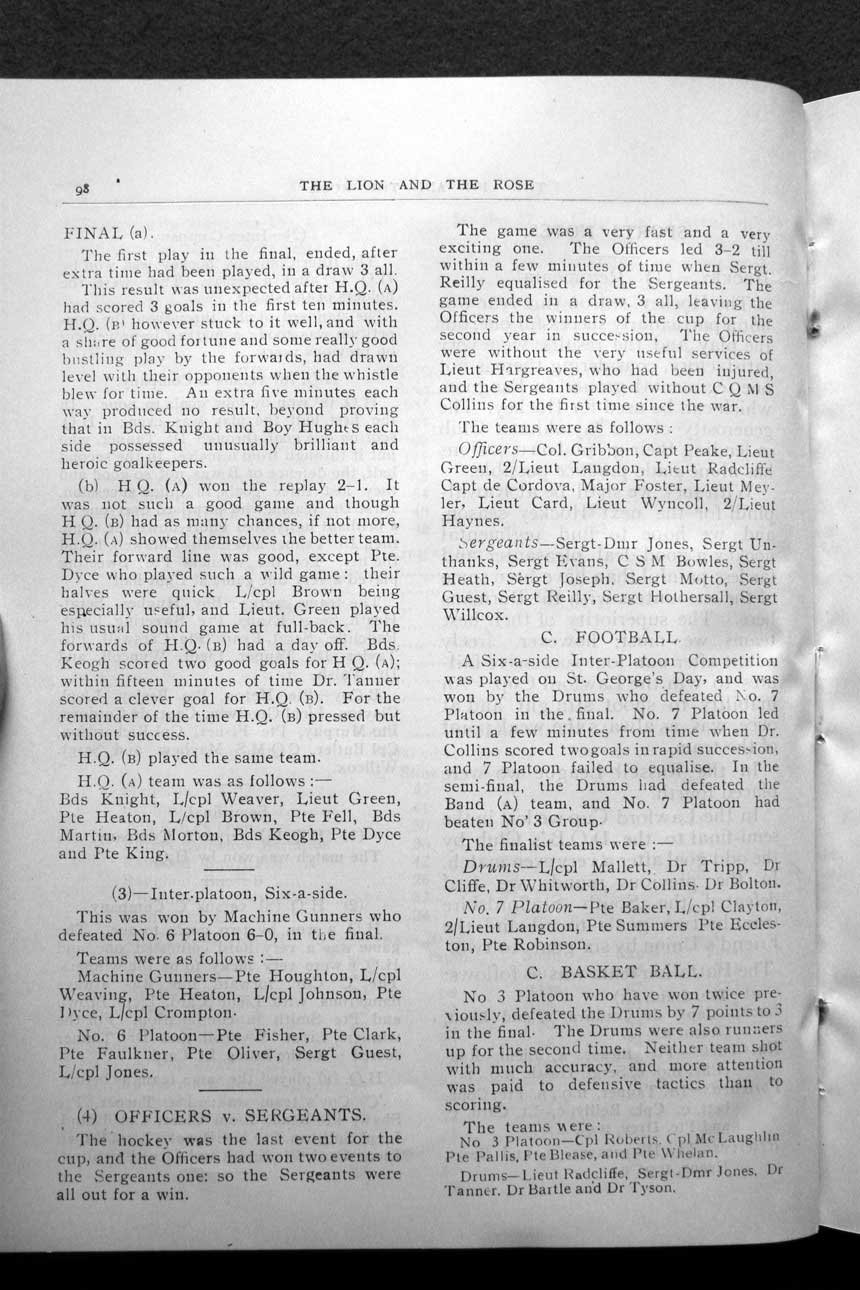 98
THE LION AND THE ROSE
FINAL (a).
The first play in the final, ended, after
extra time had been played, in a draw 3 all.
This result was unexpected after H.Q. (A)
had scored 3 goals in the first ten minutes.
H.Q. (B) however stuck to it well, and with
a share of good fortune and some really good
bustling play by the forwards, had drawn
level with their opponents when the whistle
blew for time. An extra five minutes each
way produced no result, beyond proving
that in Bds. Knight and Boy Hughes each
side possessed unusually brilliant and
heroic goalkeepers.
(b) H Q. (A) won the replay 2-1. It
was not such a good game and though
H Q. (B) had as many chances, if not more,
H.Q. (A) showed themselves the better team.
Their forward line was good, except Pte.
Dyce who played such a wild game : their
halves were quick L/cpl Brown being
especially useful, and Lieut. Green played
his usual sound game at full-back. The
forwards of H.Q. (B) had a day off. Bds.
Keogh scored two good goals for H Q. (A);
within fifteen minutes of time Dr. Tanner
scored a clever goal for H.Q. (B). For the
remainder of the time H.Q. (B) pressed but
without success.
H.Q. (B) played the same team.
H.Q. (A) team was as follows :—
Bds Knight, L/cpl Weaver, Lieut Green,
Pte Heaton, L/cpl Brown, Pte Fell, Bds
Martin, Bds Morton, Bds Keogh, Pte Dyce
and Pte King.
(3)—Inter-platoon, Six-a-side.
This was won by Machine Gunners who
defeated No. 6 Platoon 6-0, in the final.
Teams were as follows :—
Machine Gunners—Pte Houghton, L/cpl
Weaving, Pte Heaton, L/cpl Johnson, Pte
Dyce, L/cpl Crompton.
No. 6 Platoon—Pte Fisher, Pte Clark,
Pte Faulkner, Pte Oliver, Sergt Guest,
L/cpl Jones.
(4) OFFICERS v. SERGEANTS.
The hockey was the last event for the
cup, and the Officers had won two events to
the Sergeants one: so the Sergeants were
all out for a win.
The game was a very fast and a very
exciting one. The Officers led 3-2 till
within a few minutes of time when Sergt.
Reilly equalised for the Sergeants. The
game ended in a draw, 3 all, leaving the
Officers the winners of the cup for the
second year in succession, The Officers
were without the very useful services of
Lieut Hargreaves, who had been injured,
and the Sergeants played without C Q M S
Collins for the first time since the war.
The teams were as follows :
Officers—Col. Gribbon, Capt Peake, Lieut
Green, 2/Lieut Langdon, Lieut Radcliffe
Capt de Cordova, Major Foster, Lieut Mey-
ler, Lieut Card, Lieut Wyncoll, 2/Lieut
Haynes.
Sergeants—Sergt-Dmr Jones, Sergt Un-
thanks, Sergt Evans, C S M Bowles, Sergt
Heath, Sergt Joseph, Sergt Motto, Sergt
Guest, Sergt Reilly, Sergt Hothersall, Sergt
Willcox.
C. FOOTBALL.
A Six-a-side Inter-Platoon Competition
was played on St. George's Day, and was
won by the Drums who defeated No. 7
Platoon in the final. No. 7 Platoon led
until a few minutes from time when Dr.
Collins scored two goals in rapid succession,
and 7 Platoon failed to equalise. In the
semi-final, the Drums had defeated the
Band (A) team, and No. 7 Platoon had
beaten No' 3 Group.
The finalist teams were :—
Drums—L/cpl Mallett, Dr Tripp, Dr
Cliffe, Dr Whitworth, Dr Collins. Dr Bolton.
No. 7 Platoon—Pte Baker, L/cpl Clayton,
2/Lieut Langdon, Pte Summers Pte Eccles-
ton, Pte Robinson.
C. BASKET BALL.
No 3 Platoon who have won twice pre-
viously, defeated the Drums by 7 points to 3
in the final. The Drums were also runners
up for the second time. Neither team shot
with much accuracy, and more attention
was paid to defensive tactics than to
scoring.
The teams were :
No 3 Platoon—Cpl Roberts, Cpl McLaughlin
Pte Pallis, Pte Blease, and Pte Whelan.
Drums—Lieut Radcliffe, Sergt-Dmr Jones, Dr
Tanner, Dr Bartle and Dr Tyson.